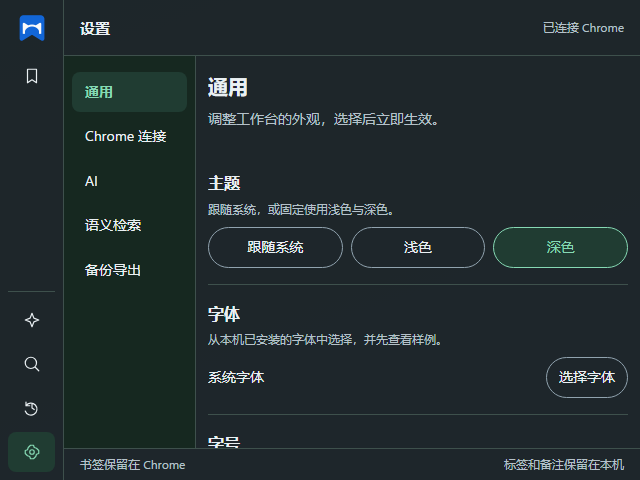 设置
已连接 Chrome
通用
Chrome 连接
AI
语义检索
备份导出
通用
调整工作台的外观，选择后立即生效。
主题
跟随系统，或固定使用浅色与深色。
跟随系统
浅色
深色
字体
从本机已安装的字体中选择，并先查看样例。
系统字体
选择字体
字号
书签保留在 Chrome
标签和备注保留在本机